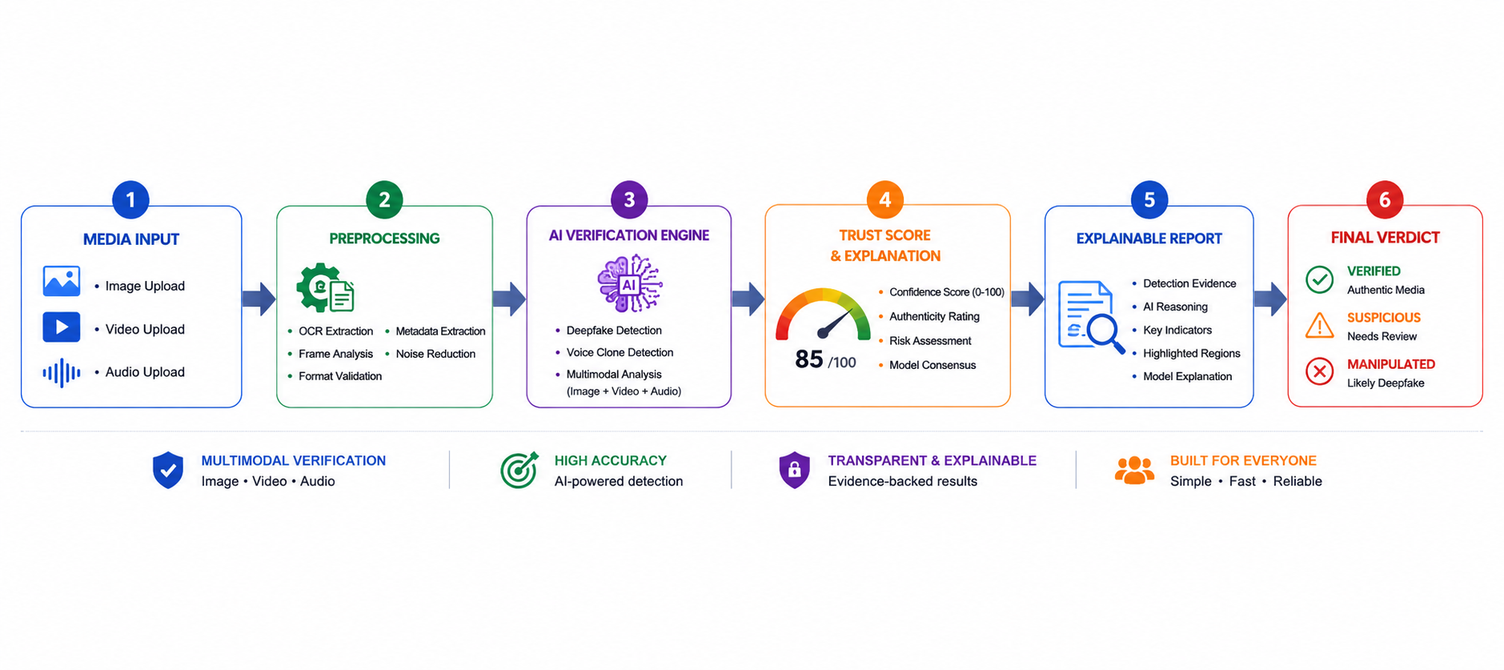 1
MEDIA INPUT
• Image Upload
• Video Upload
• Audio Upload
2
PREPROCESSING
• OCR Extraction
• Metadata Extraction
• Frame Analysis
• Noise Reduction
• Format Validation
3
AI VERIFICATION ENGINE
AI
• Deepfake Detection
• Voice Clone Detection
• Multimodal Analysis
(Image + Video + Audio)
4
TRUST SCORE
& EXPLANATION
85 /100
• Confidence Score (0-100)
• Authenticity Rating
• Risk Assessment
• Model Consensus
5
EXPLAINABLE REPORT
• Detection Evidence
• AI Reasoning
• Key Indicators
• Highlighted Regions
• Model Explanation
6
FINAL VERDICT
VERIFIED
Authentic Media
SUSPICIOUS
Needs Review
MANIPULATED
Likely Deepfake
MULTIMODAL VERIFICATION
Image • Video • Audio
HIGH ACCURACY
AI-powered detection
TRANSPARENT & EXPLAINABLE
Evidence-backed results
BUILT FOR EVERYONE
Simple • Fast • Reliable